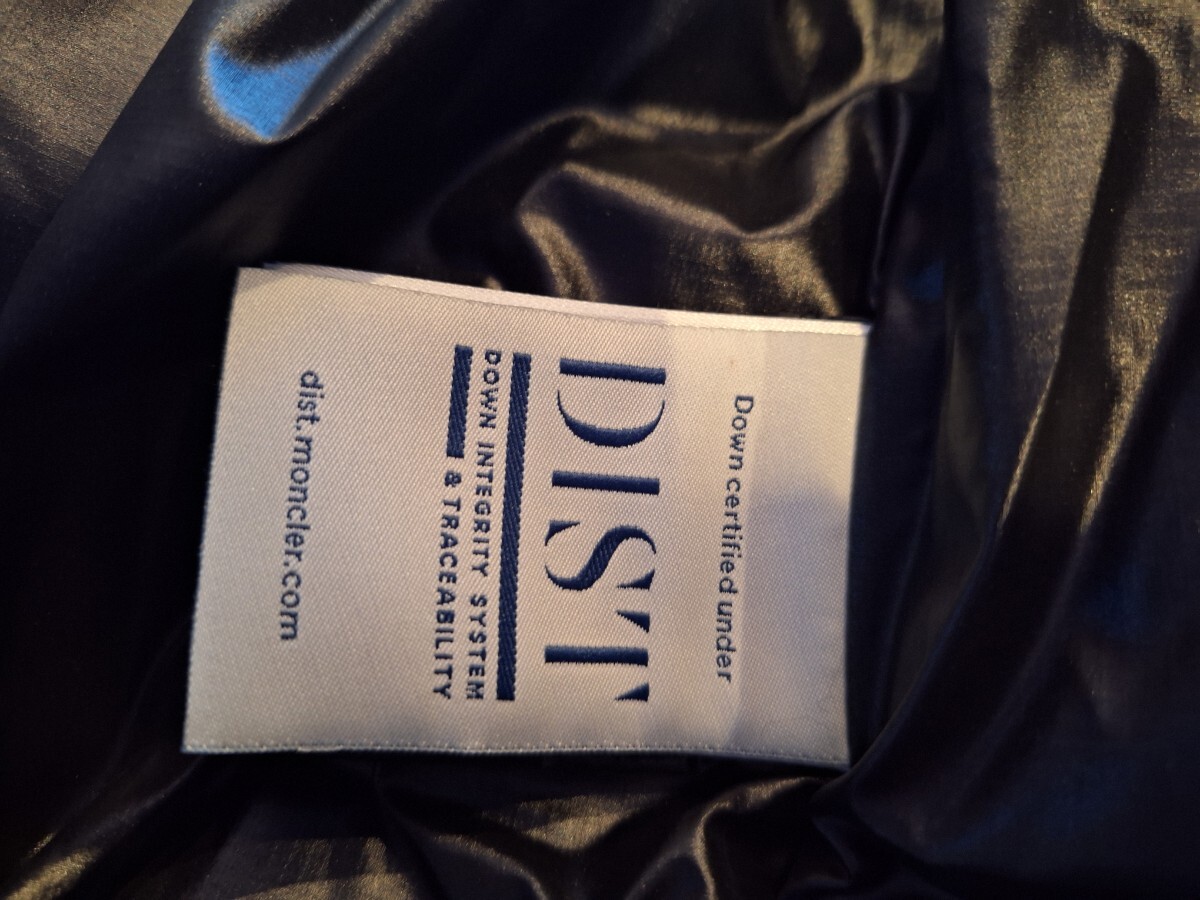 Down certified under
DIST
DOWN INTEGRITY SYSTEM
& TRACEABILITY
dist.moncler.com